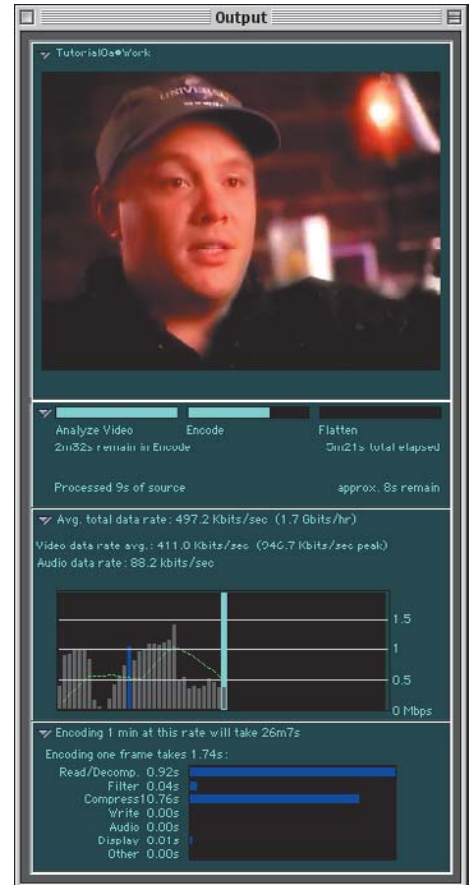 Output
Tutorial0a•Work
UNIVER
Analyze Video Encode Flatten
2m32s remain in Encode 5m21s total elapsed
Processed 9s of source approx. 8s remain
Avg. total data rate: 497.2 Kbits/sec (1.7 Gbits/hr)
Video data rate avg.: 411.0 Kbits/sec (946.7 Kbits/sec peak)
Audio data rate: 88.2 kbits/sec
1.5
1
0.5
0 Mbps
Encoding 1 min at this rate will take 26m7s
Encoding one frame takes 1.74s:
Read/Decomp. 0.92s
Filter 0.04s
Compress10.76s
Write 0.00s
Audio 0.00s
Display 0.01s
Other 0.00s